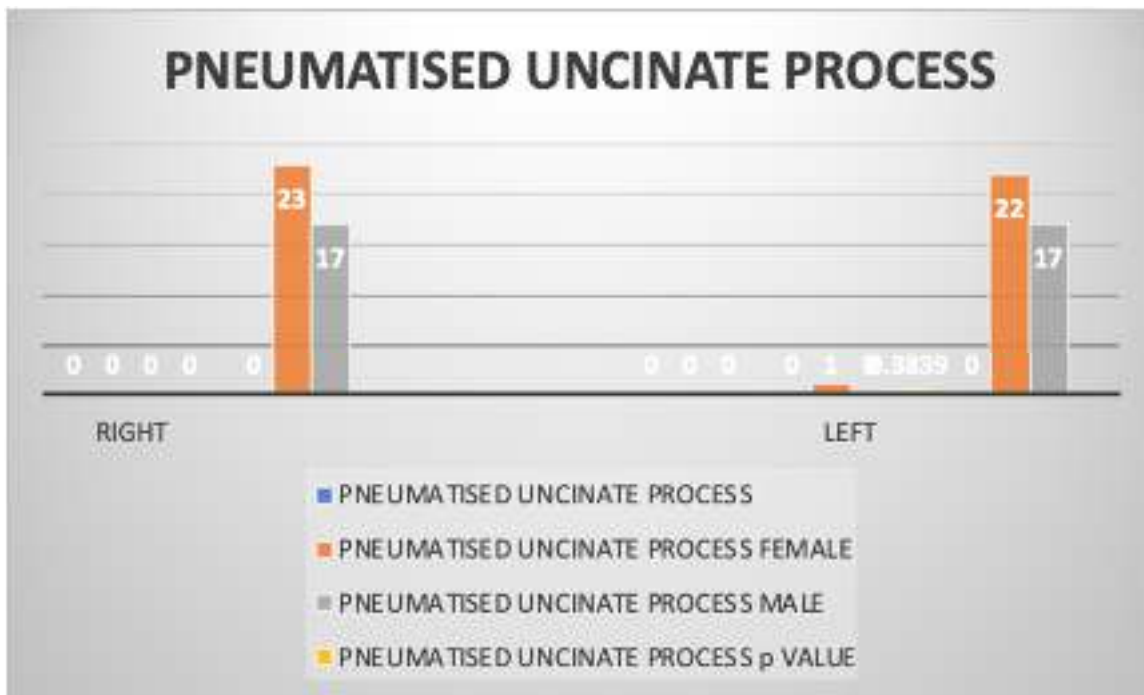 PNEUMATISED UNCINATE PROCESS
23
22
17
17
0 0 0 0 0 0 0 0 0 1 0
RIGHT LEFT
PNEUMATISED UNCINATE PROCESS
PNEUMATISED UNCINATE PROCESS FEMALE
PNEUMATISED UNCINATE PROCESS MALE
PNEUMATISED UNCINATE PROCESS p VALUE